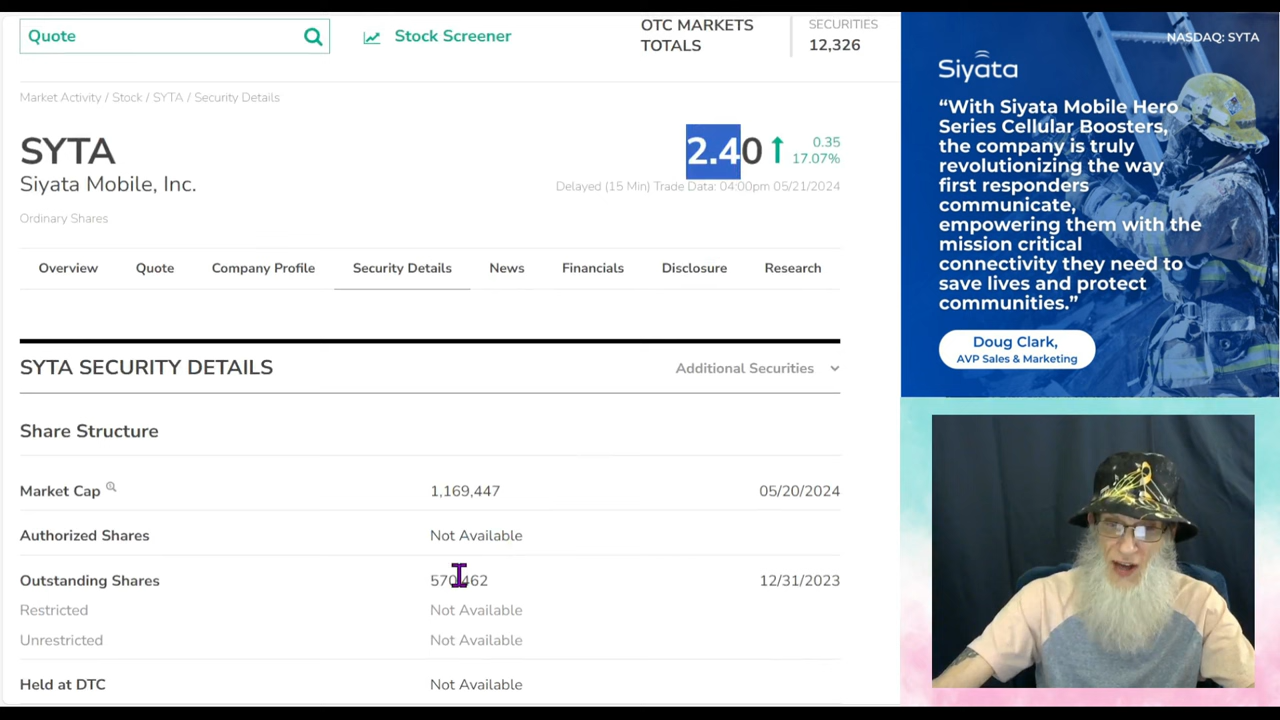 Quote
Stock Screener
OTC MARKETS
TOTALS
SECURITIES
12,326
Market Activity / Stock / SYTA / Security Details
SYTA
Siyata Mobile, Inc.
Ordinary Shares
2.40
0.35
17.07%
Delayed (15 Min) Trade Data: 04:00pm 05/21/2024
Overview Quote Company Profile Security Details News Financials Disclosure Research
SYTA SECURITY DETAILS
Additional Securities
Share Structure
Market Cap 1,169,447 05/20/2024
Authorized Shares Not Available
Outstanding Shares 570,462 12/31/2023
Restricted Not Available
Unrestricted Not Available
Held at DTC Not Available
NASDAQ: SYTA
Siyata
“With Siyata Mobile Hero
Series Cellular Boosters,
the company is truly
revolutionizing the way
first responders
communicate,
empowering them with the
mission critical
connectivity they need to
save lives and protect
communities.”
Doug Clark,
AVP Sales & Marketing